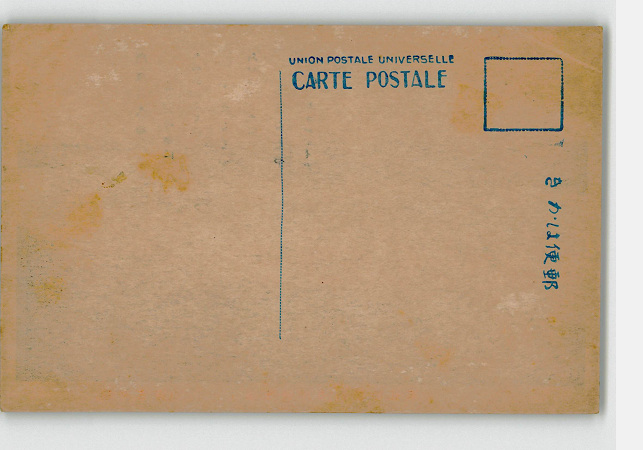 UNION POSTALE UNIVERSELLE
CARTE POSTALE
きかは便郵